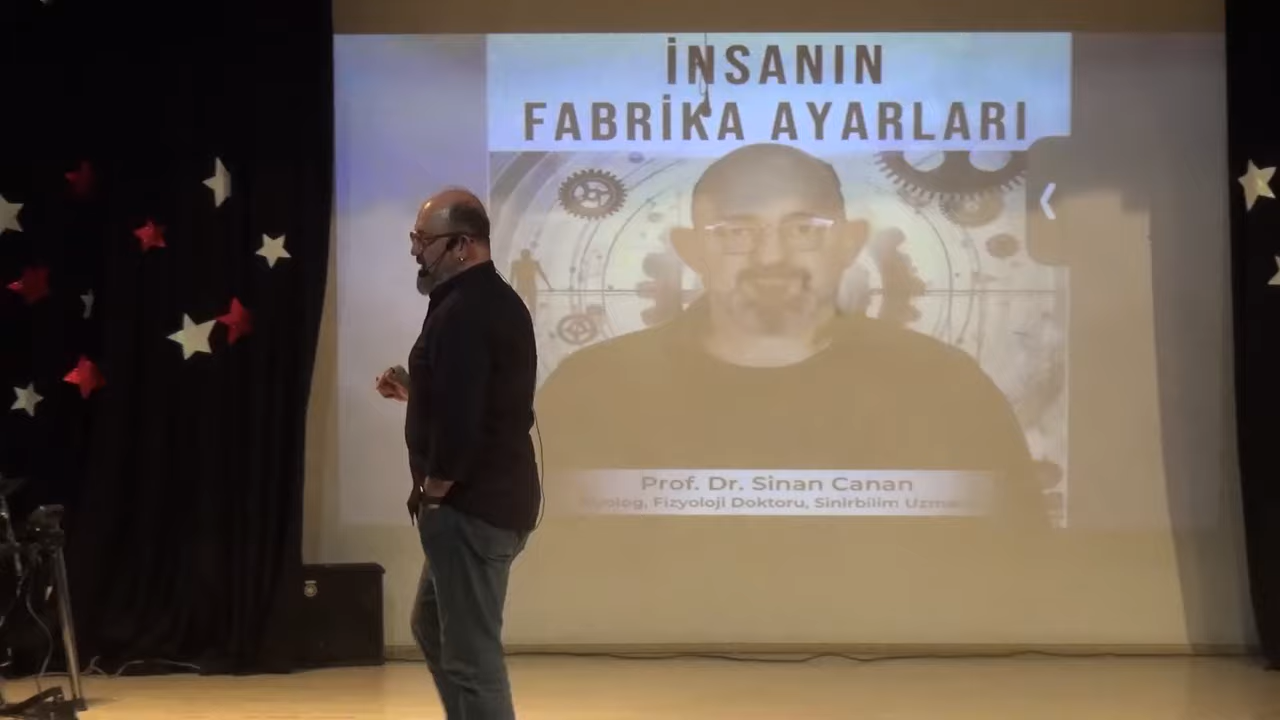 İNSANIN
FABRİKA AYARLARI
Prof. Dr. Sinan Canan
Fizyoloji Doktoru, Sinirbilim